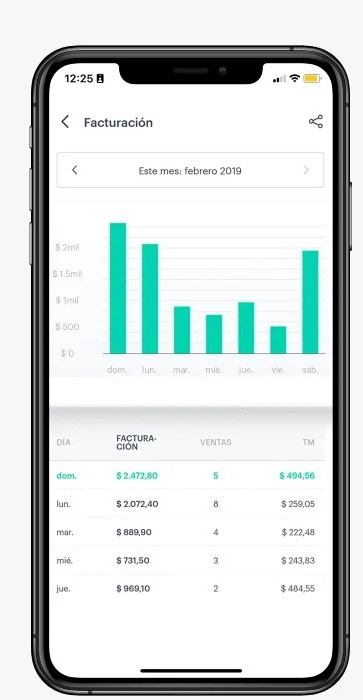 12:25
Facturación
Este mes: febrero 2019
$ 2mil
$ 1.5mil
$ 1mil
$ 500
$ 0
dom. lun. mar. mié. jue. vie. sáb.
DÍA FACTURA-
CIÓN VENTAS TM
dom. $ 2.472,80 5 $ 494,56
lun. $ 2.072,40 8 $ 259,05
mar. $ 889,90 4 $ 222,48
mié. $ 731,50 3 $ 243,83
jue. $ 969,10 2 $ 484,55